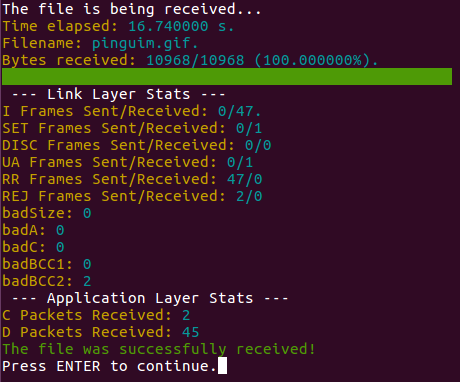 The file is being received...
Time elapsed: 16.740000 s.
Filename: pinguim.gif.
Bytes received: 10968/10968 (100.000000%).
--- Link Layer Stats ---
I Frames Sent/Received: 0/47.
SET Frames Sent/Received: 0/1
DISC Frames Sent/Received: 0/0
UA Frames Sent/Received: 0/1
RR Frames Sent/Received: 47/0
REJ Frames Sent/Received: 2/0
badSize: 0
badA: 0
badC: 0
badBCC1: 0
badBCC2: 2
--- Application Layer Stats ---
C Packets Received: 2
D Packets Received: 45
The file was successfully received!
Press ENTER to continue.